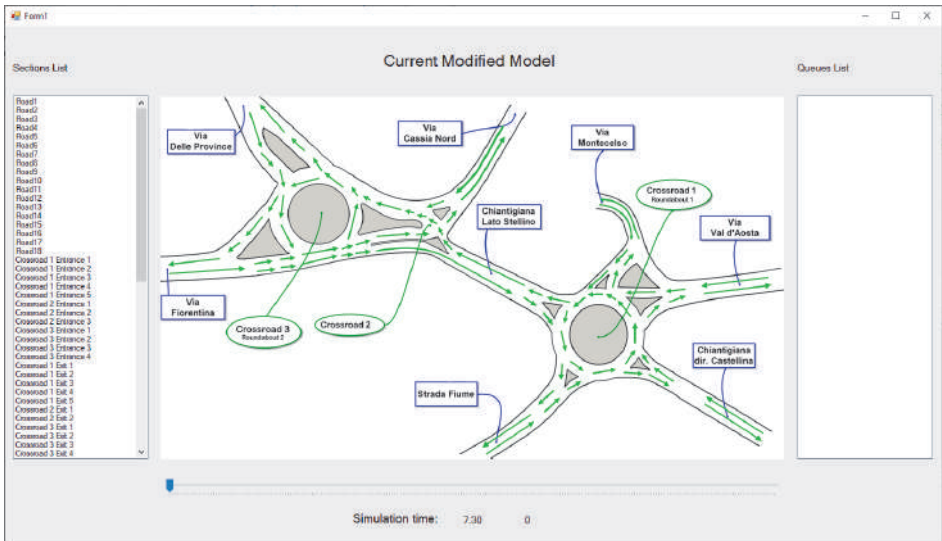 Form1
Current Modified Model
Sections List
Queues List
Road1
Road2
Road3
Road4
Road5
Road6
Road7
Road8
Road9
Road10
Road11
Road12
Road13
Road14
Road15
Road16
Road17
Road18
Crossroad 1 Entrance 1
Crossroad 1 Entrance 2
Crossroad 1 Entrance 3
Crossroad 1 Entrance 4
Crossroad 1 Entrance 5
Crossroad 2 Entrance 1
Crossroad 2 Entrance 2
Crossroad 2 Entrance 3
Crossroad 3 Entrance 1
Crossroad 3 Entrance 2
Crossroad 3 Entrance 3
Crossroad 3 Entrance 4
Crossroad 1 Exit 1
Crossroad 1 Exit 2
Crossroad 1 Exit 3
Crossroad 1 Exit 4
Crossroad 1 Exit 5
Crossroad 2 Exit 1
Crossroad 2 Exit 2
Crossroad 3 Exit 1
Crossroad 3 Exit 2
Crossroad 3 Exit 3
Crossroad 3 Exit 4
Via
Delle Province
Via
Cassia Nord
Via
Montecelso
Crossroad 1
Roundabout 1
Chiantigiana
Lato Stellino
Via
Val d'Aosta
Via
Fiorentina
Crossroad 3
Roundabout 2
Crossroad 2
Chiantigiana
dir. Castellina
Strada Fiume
Simulation time: 7.30 0